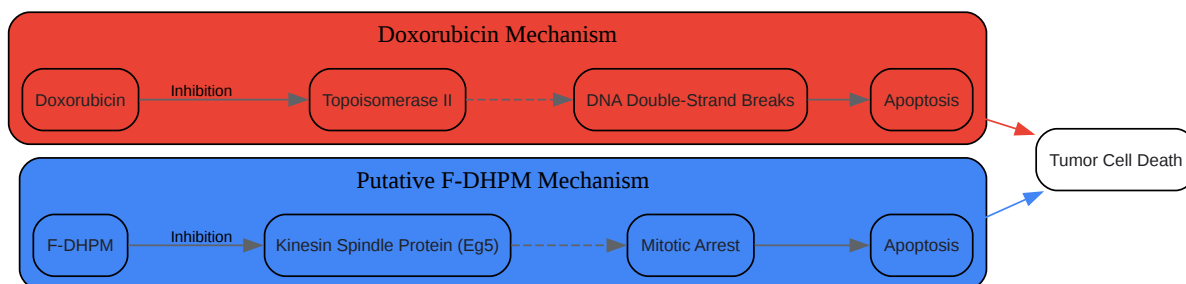 Doxorubicin Mechanism
Doxorubicin
Inhibition
Topoisomerase II
DNA Double-Strand Breaks
Apoptosis
Tumor Cell Death
Putative F-DHPM Mechanism
F-DHPM
Inhibition
Kinesin Spindle Protein (Eg5)
Mitotic Arrest
Apoptosis